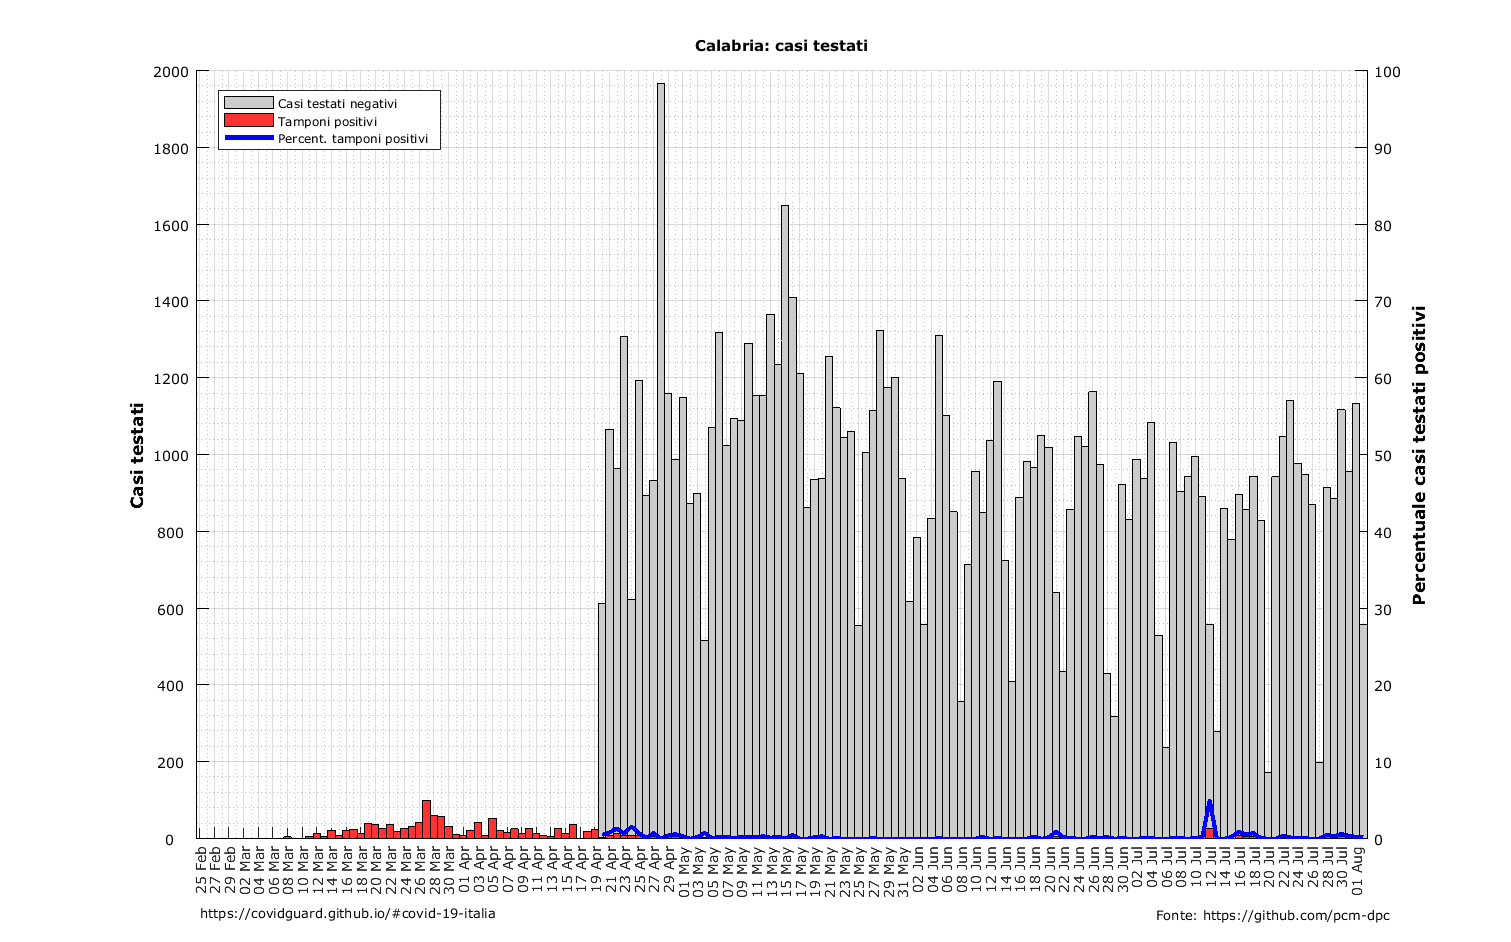 Calabria: casi testati
Casi testati negativi
Tamponi positivi
Percent. tamponi positivi
Casi testati
2000
1800
1600
1400
1200
1000
800
600
400
200
0
100
90
80
70
60
50
40
30
20
10
0
Percentuale casi testati positivi
25 Feb
27 Feb
29 Feb
02 Mar
04 Mar
06 Mar
08 Mar
10 Mar
12 Mar
14 Mar
16 Mar
18 Mar
20 Mar
22 Mar
24 Mar
26 Mar
28 Mar
30 Mar
01 Apr
03 Apr
05 Apr
07 Apr
09 Apr
11 Apr
13 Apr
15 Apr
17 Apr
19 Apr
21 Apr
23 Apr
25 Apr
27 Apr
29 Apr
01 May
03 May
05 May
07 May
09 May
11 May
13 May
15 May
17 May
19 May
21 May
23 May
25 May
27 May
29 May
31 May
02 Jun
04 Jun
06 Jun
08 Jun
10 Jun
12 Jun
14 Jun
16 Jun
18 Jun
20 Jun
22 Jun
24 Jun
26 Jun
28 Jun
30 Jun
02 Jul
04 Jul
06 Jul
08 Jul
10 Jul
12 Jul
14 Jul
16 Jul
18 Jul
20 Jul
22 Jul
24 Jul
26 Jul
28 Jul
30 Jul
01 Aug
https://covidguard.github.io/#covid-19-italia
Fonte: https://github.com/pcm-dpc